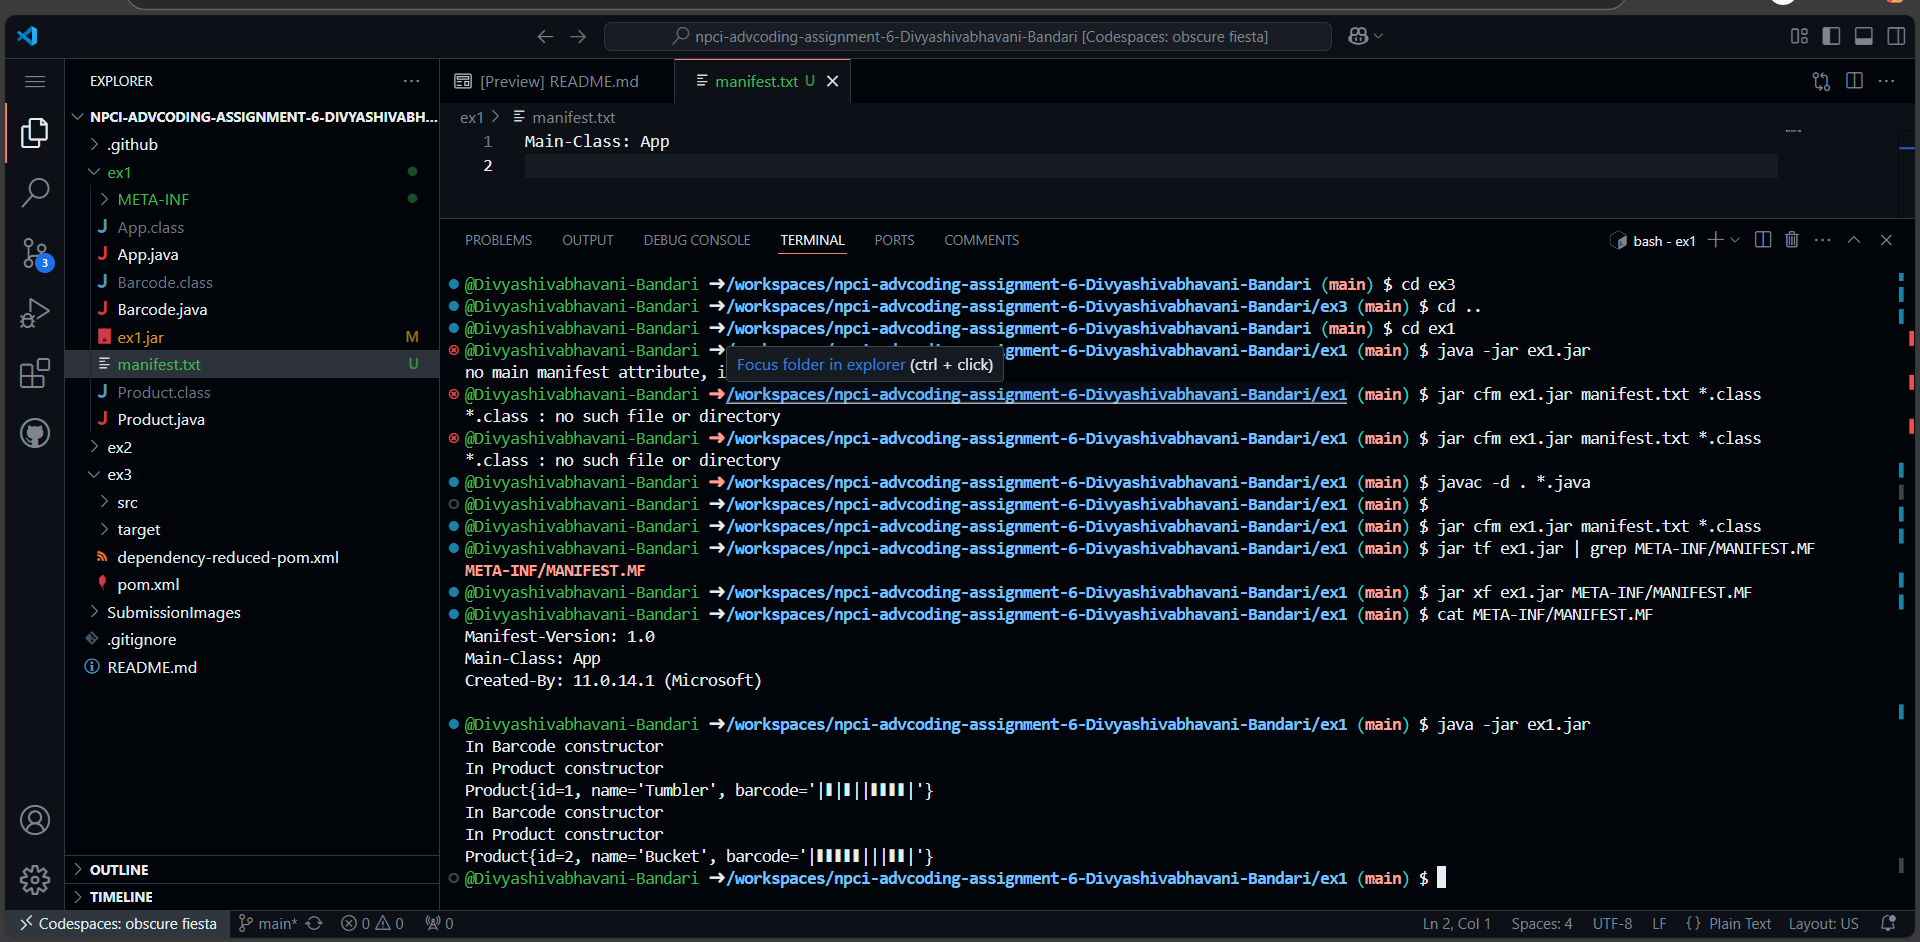 npci-advcoding-assignment-6-Divyashivabhavani-Bandari [Codespaces: obscure fiesta]
EXPLORER
NPCI-ADVCODING-ASSIGNMENT-6-DIVYASHIVABH...
.github
ex1
META-INF
App.class
App.java
Barcode.class
Barcode.java
ex1.jar M
manifest.txt U
Product.class
Product.java
ex2
ex3
src
target
dependency-reduced-pom.xml
pom.xml
SubmissionImages
.gitignore
README.md
OUTLINE
TIMELINE
3
[Preview] README.md
manifest.txt U
ex1 > manifest.txt
1 Main-Class: App
2
PROBLEMS OUTPUT DEBUG CONSOLE TERMINAL PORTS COMMENTS
bash - ex1
@Divyashivabhavani-Bandari ➜/workspaces/npci-advcoding-assignment-6-Divyashivabhavani-Bandari (main) $ cd ex3
@Divyashivabhavani-Bandari ➜/workspaces/npci-advcoding-assignment-6-Divyashivabhavani-Bandari/ex3 (main) $ cd ..
@Divyashivabhavani-Bandari ➜/workspaces/npci-advcoding-assignment-6-Divyashivabhavani-Bandari (main) $ cd ex1
@Divyashivabhavani-Bandari ➜ gnment-6-Divyashivabhavani-Bandari/ex1 (main) $ java -jar ex1.jar
Focus folder in explorer (ctrl + click)
no main manifest attribute, i
@Divyashivabhavani-Bandari ➜/workspaces/npci-advcoding-assignment-6-Divyashivabhavani-Bandari/ex1 (main) $ jar cfm ex1.jar manifest.txt *.class
*.class : no such file or directory
@Divyashivabhavani-Bandari ➜/workspaces/npci-advcoding-assignment-6-Divyashivabhavani-Bandari/ex1 (main) $ jar cfm ex1.jar manifest.txt *.class
*.class : no such file or directory
@Divyashivabhavani-Bandari ➜/workspaces/npci-advcoding-assignment-6-Divyashivabhavani-Bandari/ex1 (main) $ javac -d . *.java
@Divyashivabhavani-Bandari ➜/workspaces/npci-advcoding-assignment-6-Divyashivabhavani-Bandari/ex1 (main) $
@Divyashivabhavani-Bandari ➜/workspaces/npci-advcoding-assignment-6-Divyashivabhavani-Bandari/ex1 (main) $ jar cfm ex1.jar manifest.txt *.class
@Divyashivabhavani-Bandari ➜/workspaces/npci-advcoding-assignment-6-Divyashivabhavani-Bandari/ex1 (main) $ jar tf ex1.jar | grep META-INF/MANIFEST.MF
META-INF/MANIFEST.MF
@Divyashivabhavani-Bandari ➜/workspaces/npci-advcoding-assignment-6-Divyashivabhavani-Bandari/ex1 (main) $ jar xf ex1.jar META-INF/MANIFEST.MF
@Divyashivabhavani-Bandari ➜/workspaces/npci-advcoding-assignment-6-Divyashivabhavani-Bandari/ex1 (main) $ cat META-INF/MANIFEST.MF
Manifest-Version: 1.0
Main-Class: App
Created-By: 11.0.14.1 (Microsoft)
@Divyashivabhavani-Bandari ➜/workspaces/npci-advcoding-assignment-6-Divyashivabhavani-Bandari/ex1 (main) $ java -jar ex1.jar
In Barcode constructor
In Product constructor
Product{id=1, name='Tumbler', barcode='|▮|▮||▮▮▮▮|'}
In Barcode constructor
In Product constructor
Product{id=2, name='Bucket', barcode='|▮▮▮▮▮|||▮▮|'}
@Divyashivabhavani-Bandari ➜/workspaces/npci-advcoding-assignment-6-Divyashivabhavani-Bandari/ex1 (main) $
Codespaces: obscure fiesta main* 0 0 0 Ln 2, Col 1 Spaces: 4 UTF-8 LF {} Plain Text Layout: US